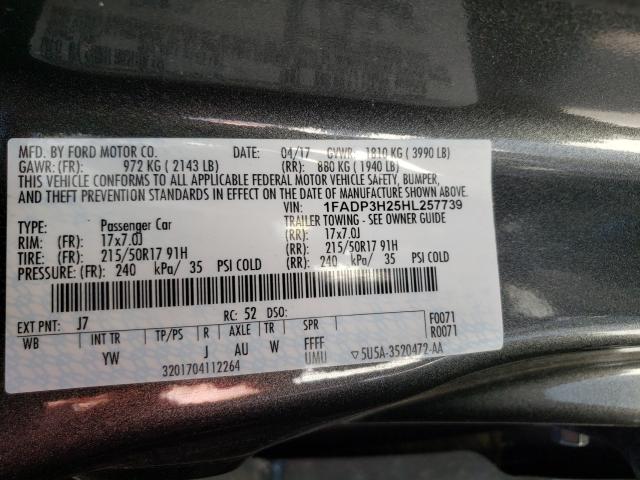 MFD. BY FORD MOTOR CO. DATE: 04/17 GVWR: 1810 KG ( 3990 LB)
GAWR: (FR): 972 KG ( 2143 LB) (RR): 880 KG ( 1940 LB)
THIS VEHICLE CONFORMS TO ALL APPLICABLE FEDERAL MOTOR VEHICLE SAFETY, BUMPER,
AND THEFT PREVENTION STANDARDS IN EFFECT ON THE DATE OF MANUFACTURE SHOWN ABOVE.
VIN: 1FADP3H25HL257739
TYPE: Passenger Car TRAILER TOWING - SEE OWNER GUIDE
RIM: (FR): 17x7.0J (RR): 17x7.0J
TIRE: (FR): 215/50R17 91H (RR): 215/50R17 91H
PRESSURE: (FR): 240 kPa/ 35 PSI COLD (RR): 240 kPa/ 35 PSI COLD
EXT PNT: J7 RC: 52 DSO: F0071
WB INT TR TP/PS R AXLE TR SPR R0071
YW J AU W FFFF
UMU ▽5U5A-3520472-AA
3201704112264